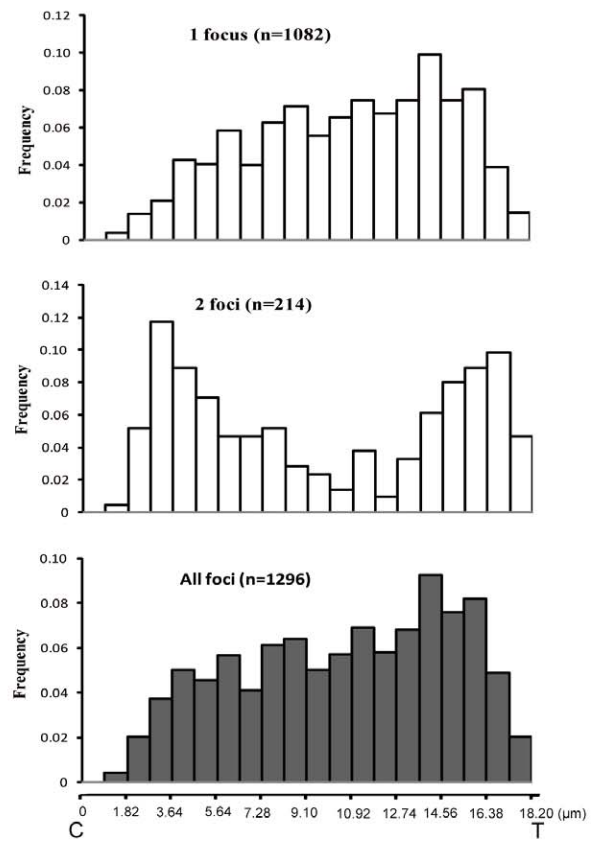 0.12
1 focus (n=1082)
0.10
0.08
0.06
0.04
0.02
0
Frequency
0.14
2 foci (n=214)
0.12
0.10
0.08
0.06
0.04
0.02
0
Frequency
0.10
All foci (n=1296)
0.08
0.06
0.04
0.02
0
Frequency
0 1.82 3.64 5.64 7.28 9.10 10.92 12.74 14.56 16.38 18.20 (μm)
C T